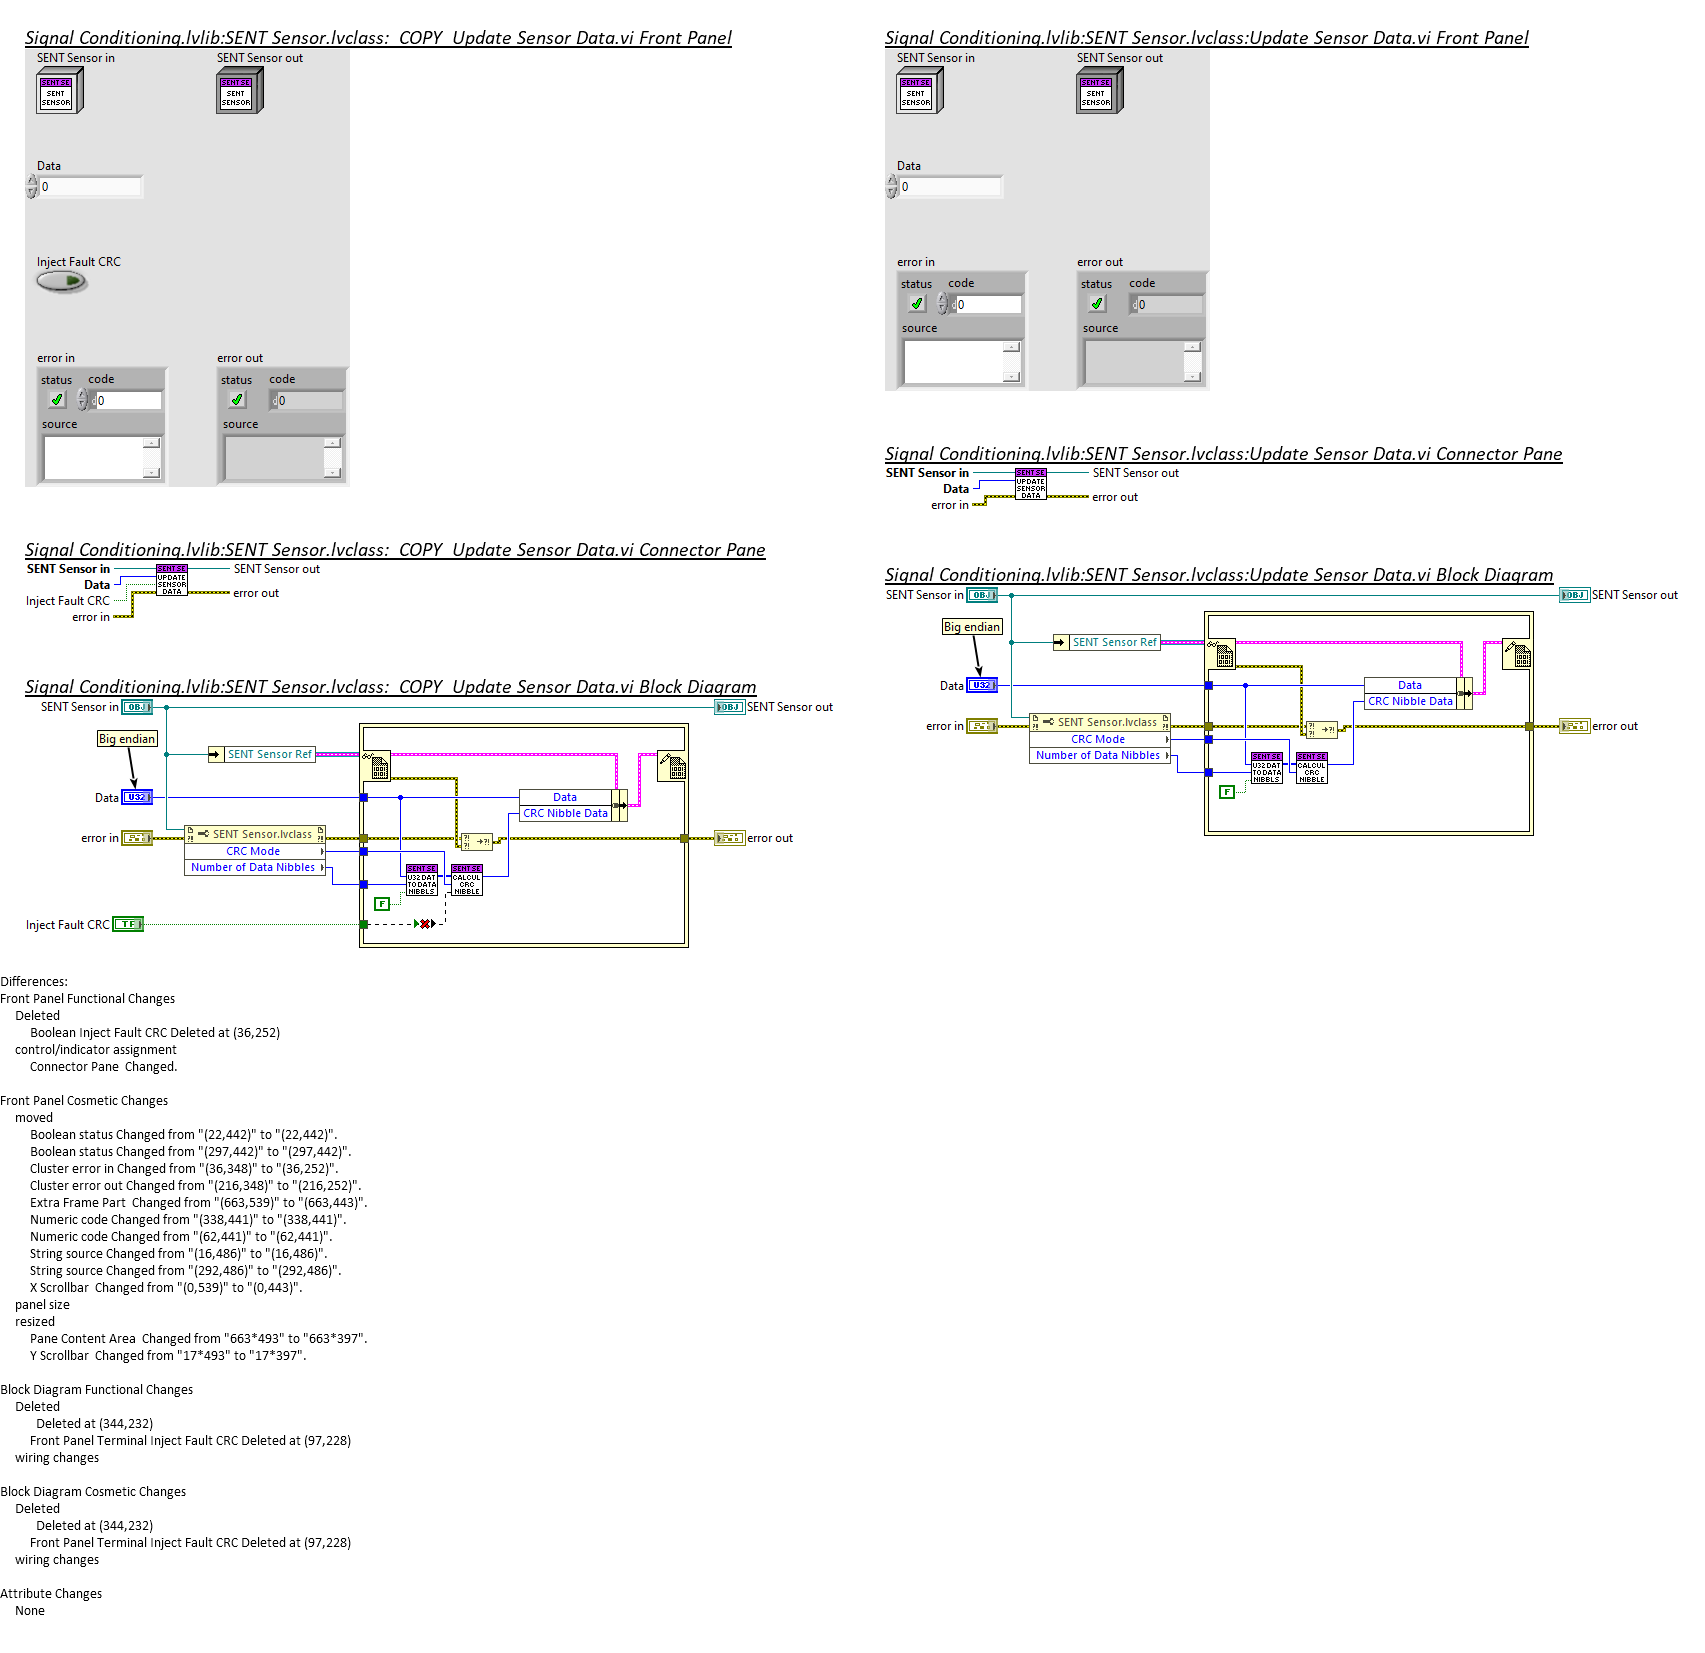 Signal Conditioning.lvlib:SENT Sensor.lvclass:  COPY  Update Sensor Data.vi Front Panel
SENT Sensor in
SENT Sensor out
SENT SE
SENT
SENSOR
SENT SE
SENT
SENSOR
Data
0
Inject Fault CRC
error in
error out
status
code
status
code
d0
d0
source
source
Signal Conditioning.lvlib:SENT Sensor.lvclass:  COPY  Update Sensor Data.vi Connector Pane
SENT Sensor in
SENT SE
UPDATE
SENSOR
DATA
SENT Sensor out
Data
Inject Fault CRC
error out
error in
Signal Conditioning.lvlib:SENT Sensor.lvclass:  COPY  Update Sensor Data.vi Block Diagram
SENT Sensor in
OBJ
OBJ
SENT Sensor out
Big endian
SENT Sensor Ref
Data
U32
Data
CRC Nibble Data
error in
SENT Sensor.lvclass
error out
CRC Mode
Number of Data Nibbles
SENT SE
U32 DAT
TO DATA
NIBBLS
SENT SE
CALCUL
CRC
NIBBLE
F
Inject Fault CRC
TF
Signal Conditioning.lvlib:SENT Sensor.lvclass:Update Sensor Data.vi Front Panel
SENT Sensor in
SENT Sensor out
SENT SE
SENT
SENSOR
SENT SE
SENT
SENSOR
Data
0
error in
error out
status
code
status
code
d0
d0
source
source
Signal Conditioning.lvlib:SENT Sensor.lvclass:Update Sensor Data.vi Connector Pane
SENT Sensor in
SENT SE
UPDATE
SENSOR
DATA
SENT Sensor out
Data
error out
error in
Signal Conditioning.lvlib:SENT Sensor.lvclass:Update Sensor Data.vi Block Diagram
SENT Sensor in
OBJ
OBJ
SENT Sensor out
Big endian
SENT Sensor Ref
Data
U32
Data
CRC Nibble Data
error in
SENT Sensor.lvclass
error out
CRC Mode
Number of Data Nibbles
SENT SE
U32 DAT
TO DATA
NIBBLS
SENT SE
CALCUL
CRC
NIBBLE
F
Differences:
Front Panel Functional Changes
Deleted
Boolean Inject Fault CRC Deleted at (36,252)
control/indicator assignment
Connector Pane  Changed.
Front Panel Cosmetic Changes
moved
Boolean status Changed from "(22,442)" to "(22,442)".
Boolean status Changed from "(297,442)" to "(297,442)".
Cluster error in Changed from "(36,348)" to "(36,252)".
Cluster error out Changed from "(216,348)" to "(216,252)".
Extra Frame Part  Changed from "(663,539)" to "(663,443)".
Numeric code Changed from "(338,441)" to "(338,441)".
Numeric code Changed from "(62,441)" to "(62,441)".
String source Changed from "(16,486)" to "(16,486)".
String source Changed from "(292,486)" to "(292,486)".
X Scrollbar  Changed from "(0,539)" to "(0,443)".
panel size
resized
Pane Content Area  Changed from "663*493" to "663*397".
Y Scrollbar  Changed from "17*493" to "17*397".
Block Diagram Functional Changes
Deleted
Deleted at (344,232)
Front Panel Terminal Inject Fault CRC Deleted at (97,228)
wiring changes
Block Diagram Cosmetic Changes
Deleted
Deleted at (344,232)
Front Panel Terminal Inject Fault CRC Deleted at (97,228)
wiring changes
Attribute Changes
None